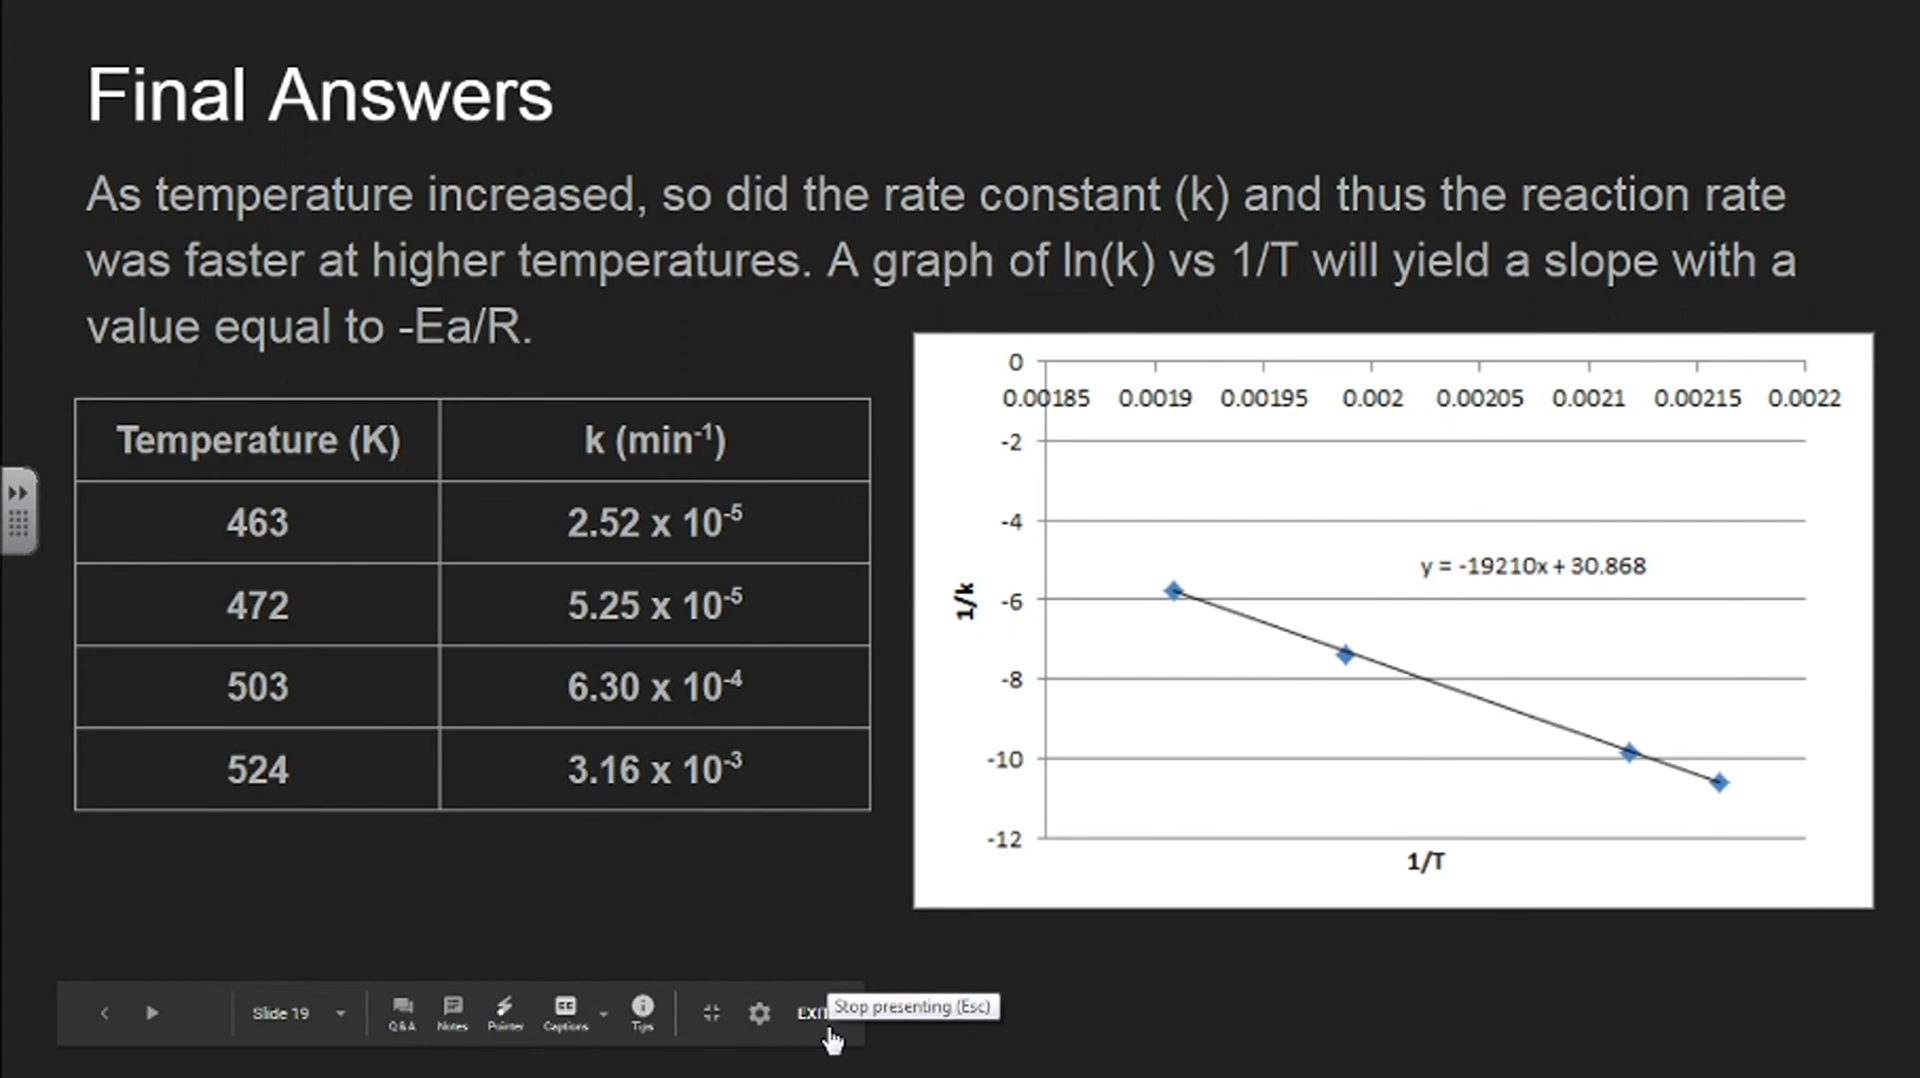 Final Answers
As temperature increased, so did the rate constant (k) and thus the reaction rate
was faster at higher temperatures. A graph of ln(k) vs 1/T will yield a slope with a
value equal to -Ea/R.
Temperature (K) k (min⁻¹)
463 2.52 x 10⁻⁵
472 5.25 x 10⁻⁵
503 6.30 x 10⁻⁴
524 3.16 x 10⁻³
0
0.00185 0.0019 0.00195 0.002 0.00205 0.0021 0.00215 0.0022
-2
-4
y = -19210x + 30.868
1/k
-6
-8
-10
-12
1/T
Slide 19 Q&A Notes Pointer Captions Tips EXIT
Stop presenting (Esc)